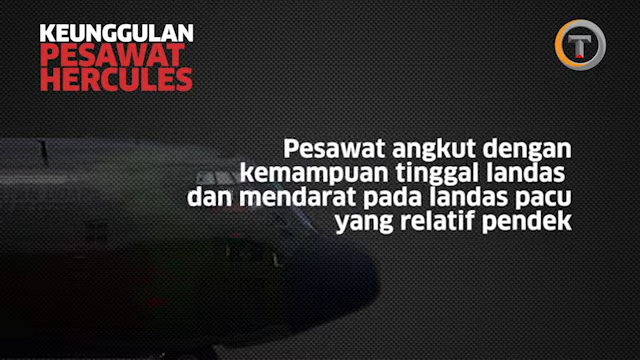 KEUNGGULAN
PESAWAT
HERCULES
T
Pesawat angkut dengan
kemampuan tinggal landas
dan mendarat pada landas pacu
yang relatif pendek